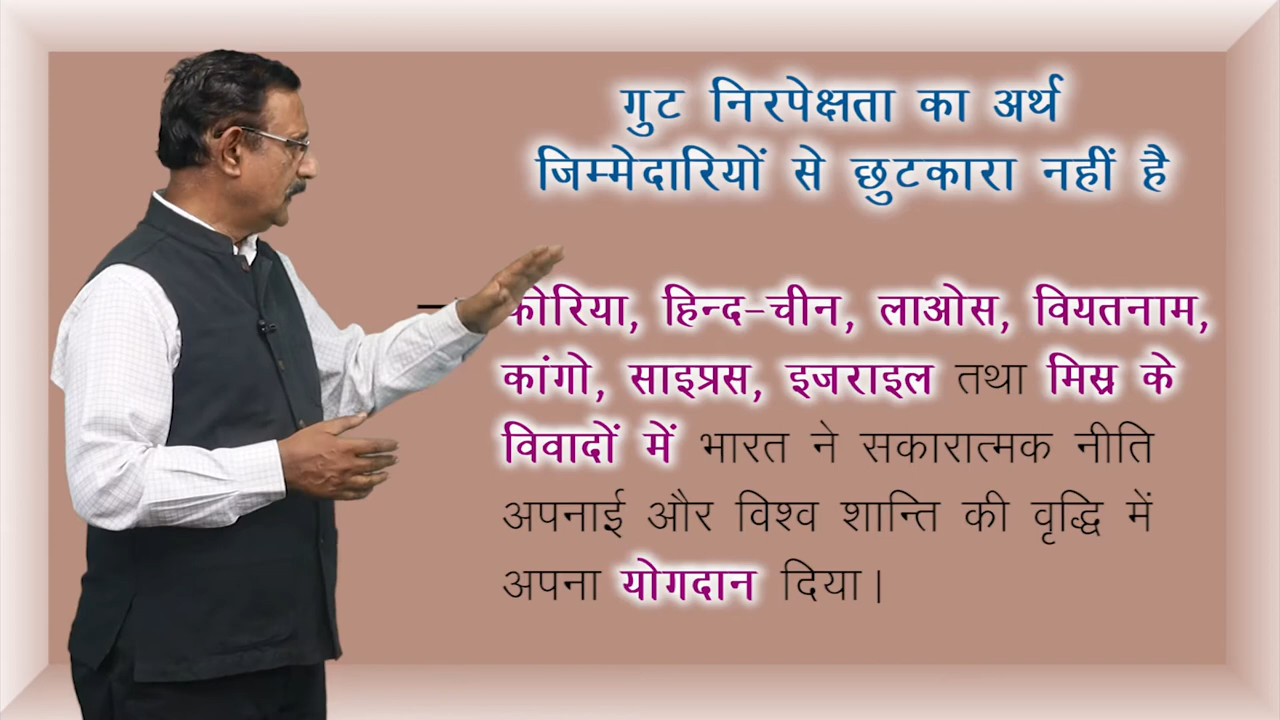 गुट निरपेक्षता का अर्थ
जिम्मेदारियों से छुटकारा नहीं है
– कोरिया, हिन्द-चीन, लाओस, वियतनाम,
कांगो, साइप्रस, इजराइल तथा मिस्र के
विवादों में भारत ने सकारात्मक नीति
अपनाई और विश्व शान्ति की वृद्धि में
अपना योगदान दिया।